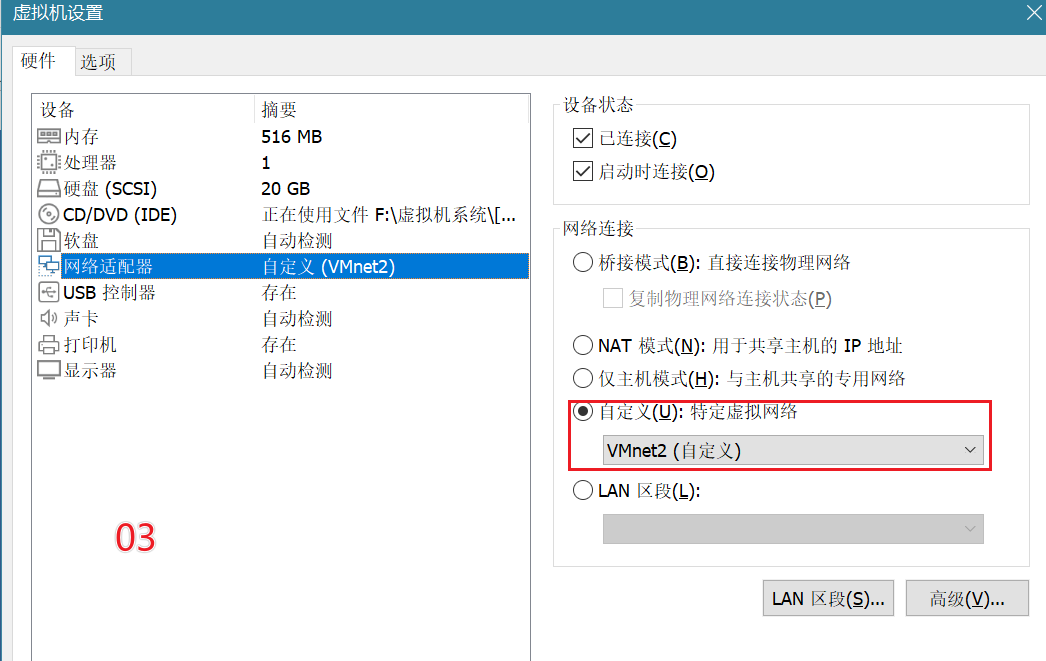 虚拟机设置
硬件 选项
设备 摘要
内存 516 MB
处理器 1
硬盘 (SCSI) 20 GB
CD/DVD (IDE) 正在使用文件 F:\虚拟机系统\[...
软盘 自动检测
网络适配器 自定义 (VMnet2)
USB 控制器 存在
声卡 自动检测
打印机 存在
显示器 自动检测
03
设备状态
已连接(C)
启动时连接(O)
网络连接
桥接模式(B): 直接连接物理网络
复制物理网络连接状态(P)
NAT 模式(N): 用于共享主机的 IP 地址
仅主机模式(H): 与主机共享的专用网络
自定义(U): 特定虚拟网络
VMnet2 (自定义)
LAN 区段(L):
LAN 区段(S)... 高级(V)...